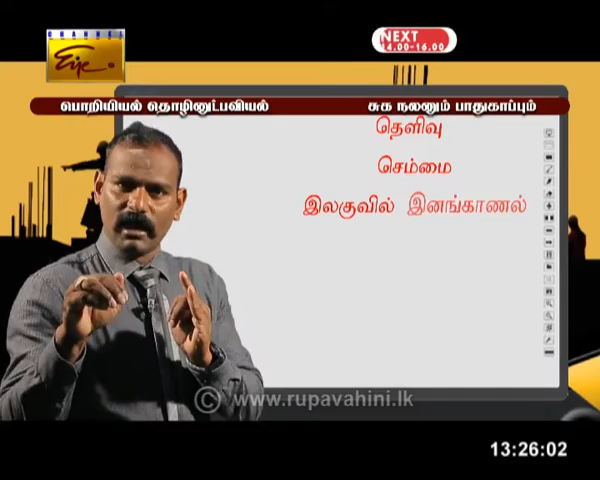 CHANNEL
Eye
NEXT
14.00-16.00
பொறியியல் தொழினுட்பவியல்
சுக நலனும் பாதுகாப்பும்
தெளிவு
செம்மை
இலகுவில் இனங்காணல்
© www.rupavahini.lk
13:26:02